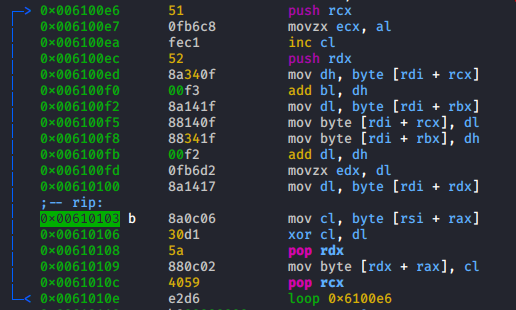 0x006100e6 51 push rcx
0x006100e7 0fb6c8 movzx ecx, al
0x006100ea fec1 inc cl
0x006100ec 52 push rdx
0x006100ed 8a340f mov dh, byte [rdi + rcx]
0x006100f0 00f3 add bl, dh
0x006100f2 8a141f mov dl, byte [rdi + rbx]
0x006100f5 88140f mov byte [rdi + rcx], dl
0x006100f8 88341f mov byte [rdi + rbx], dh
0x006100fb 00f2 add dl, dh
0x006100fd 0fb6d2 movzx edx, dl
0x00610100 8a1417 mov dl, byte [rdi + rdx]
;-- rip:
0x00610103 b 8a0c06 mov cl, byte [rsi + rax]
0x00610106 30d1 xor cl, dl
0x00610108 5a pop rdx
0x00610109 880c02 mov byte [rdx + rax], cl
0x0061010c 4059 pop rcx
0x0061010e e2d6 loop 0x6100e6